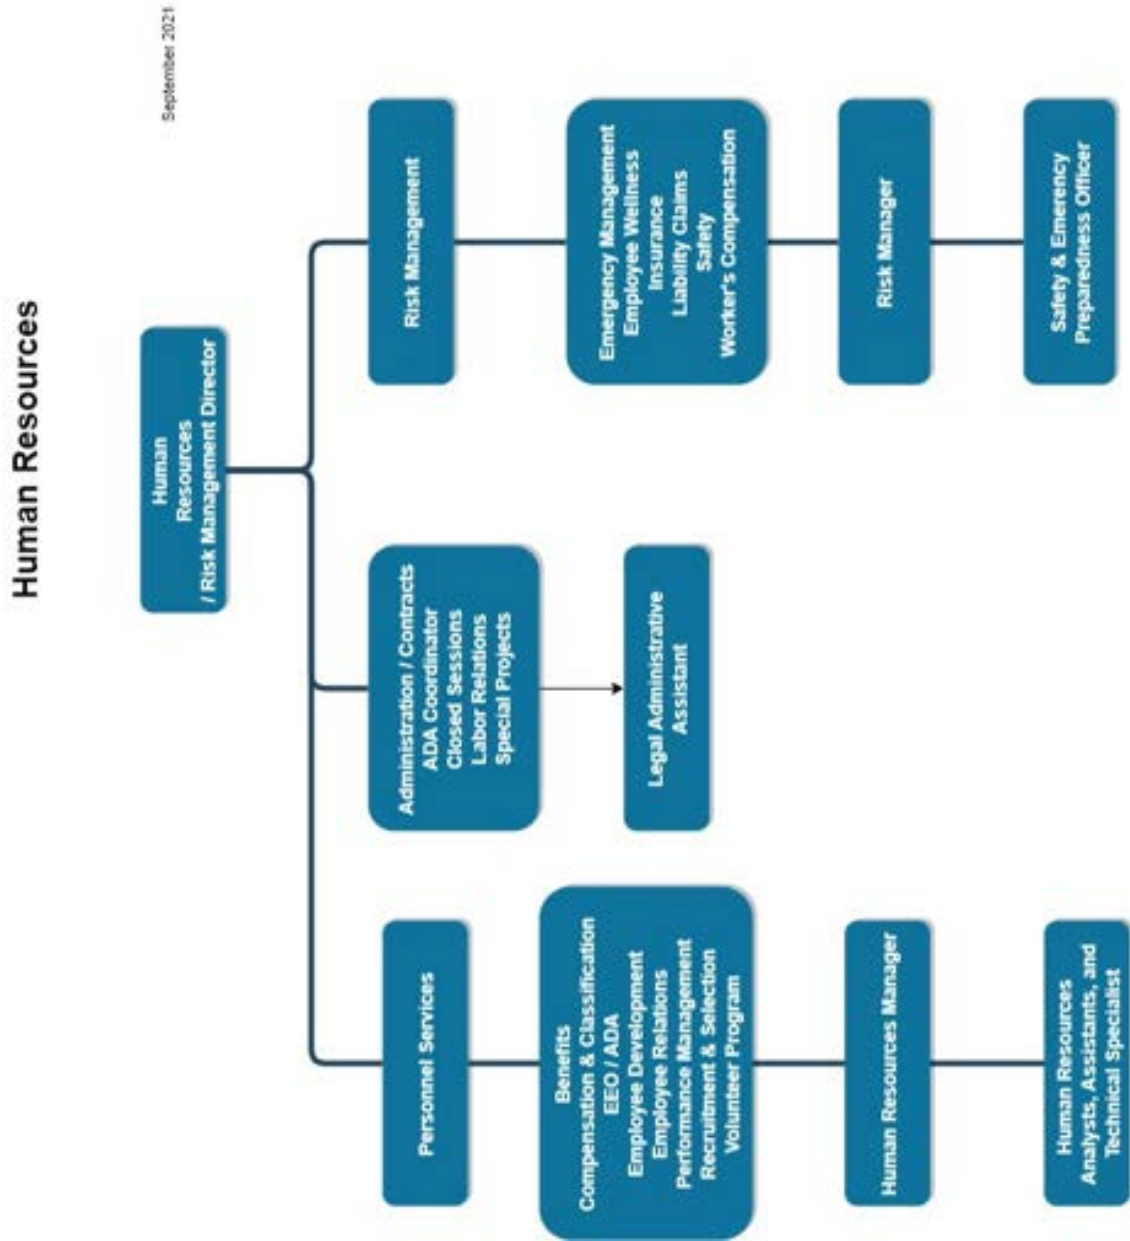 Human Resources
September 2021
Human
Resources
/ Risk Management Director
Personnel Services
Benefits
Compensation & Classification
EEO / ADA
Employee Development
Employee Relations
Performance Management
Recruitment & Selection
Volunteer Program
Human Resources Manager
Human Resources
Analysts, Assistants, and
Technical Specialist
Administration / Contracts
ADA Coordinator
Closed Sessions
Labor Relations
Special Projects
Legal Administrative
Assistant
Risk Management
Emergency Management
Employee Wellness
Insurance
Liability Claims
Safety
Worker's Compensation
Risk Manager
Safety & Emerency
Preparedness Officer